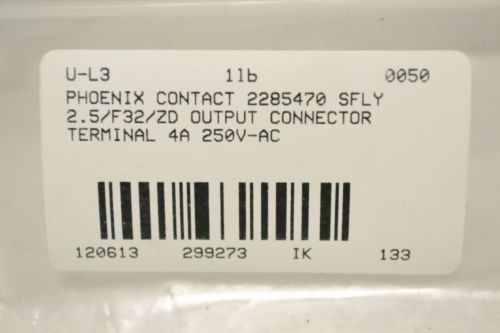 U-L3 1lb 0050
PHOENIX CONTACT 2285470 SFLY
2.5/F32/ZD OUTPUT CONNECTOR
TERMINAL 4A 250V-AC
120613 299273 IK 133